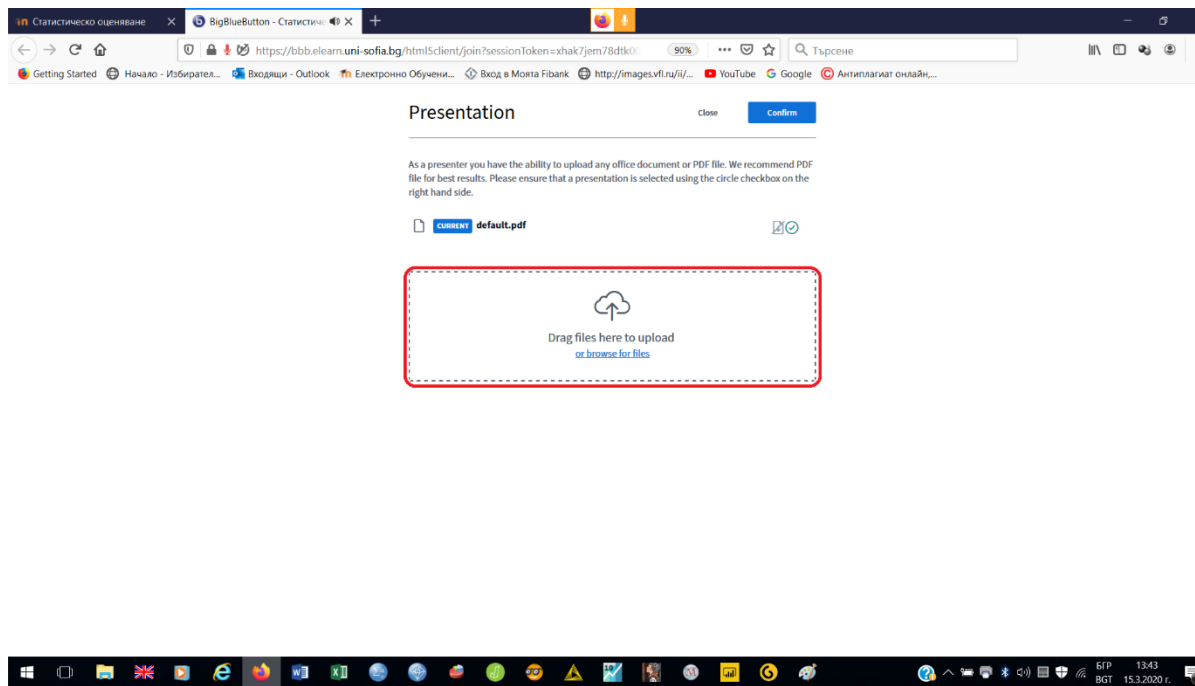 Статистическо оценяване
BigBlueButton - Статистиче
https://bbb.elearn.uni-sofia.bg/html5client/join?sessionToken=xhak7jem78dtk0
90%
Търсене
Getting Started
Начало - Избирател...
Входящи - Outlook
Електронно Обучени...
Вход в Моята Fibank
http://images.vfl.ru/ii/...
YouTube
Google
Антиплагиат онлайн,...
Presentation
Close
Confirm
As a presenter you have the ability to upload any office document or PDF file. We recommend PDF
file for best results. Please ensure that a presentation is selected using the circle checkbox on the
right hand side.
CURRENT default.pdf
Drag files here to upload
or browse for files
БГР 13:43
BGT 15.3.2020 г.